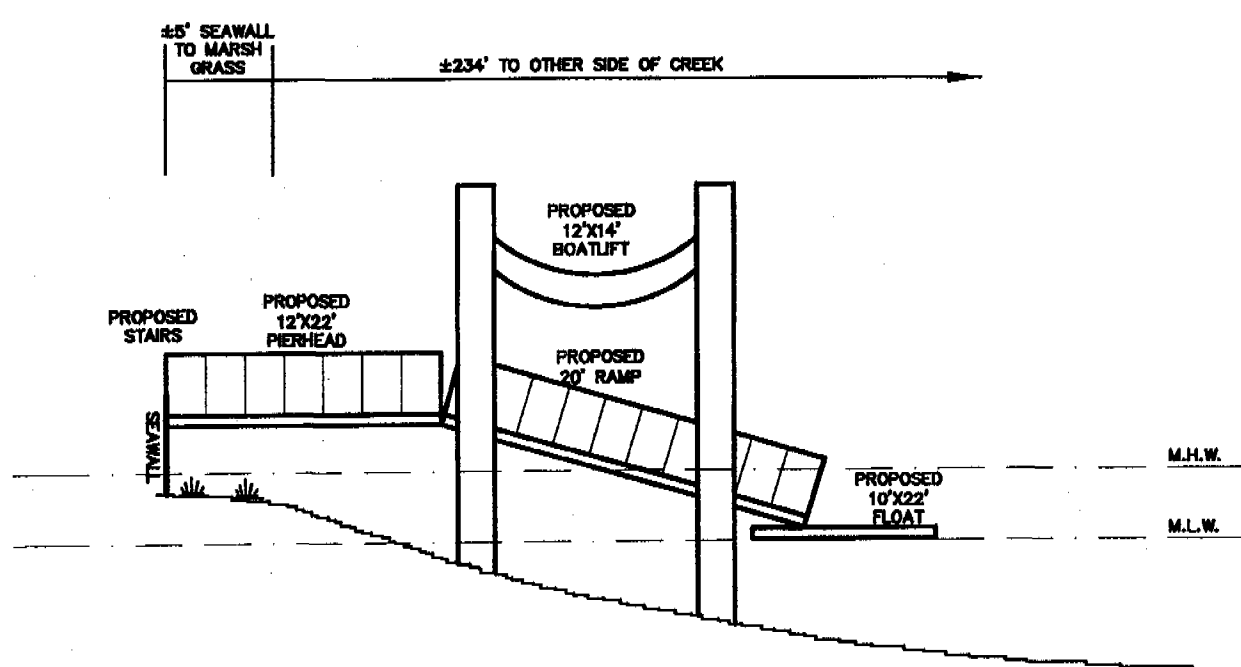 ±5' SEAWALL
TO MARSH
GRASS
±234' TO OTHER SIDE OF CREEK
PROPOSED
12'X14'
BOATLIFT
PROPOSED
STAIRS
PROPOSED
12'X22'
PIERHEAD
PROPOSED
20' RAMP
SEAWALL
M.H.W.
PROPOSED
10'X22'
FLOAT
M.L.W.